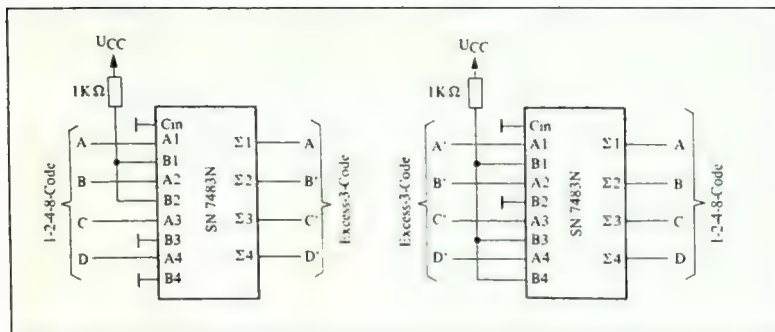 UCC
1KΩ
1-2-4-8-Code
A
B
C
D
Cin
A1
B1
A2
B2
A3
B3
A4
B4
SN 7483N
Σ1
Σ2
Σ3
Σ4
A
B'
C'
D'
Excess-3-Code
UCC
1KΩ
Excess-3-Code
A'
B'
C'
D'
Cin
A1
B1
A2
B2
A3
B3
A4
B4
SN 7483N
Σ1
Σ2
Σ3
Σ4
A
B
C
D
1-2-4-8-Code